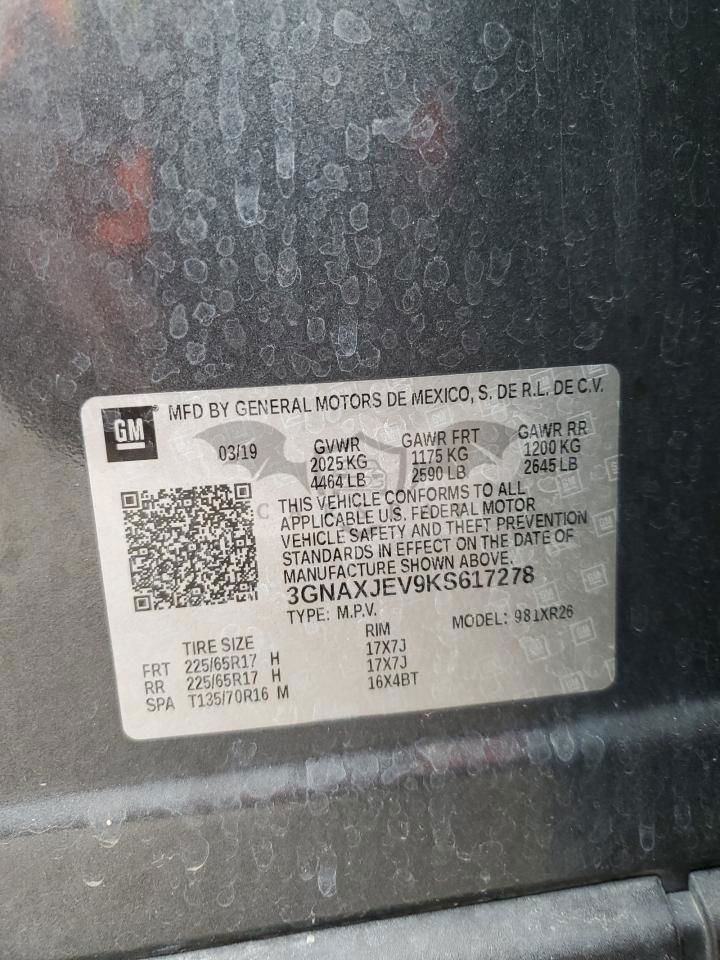 GM
MFD BY GENERAL MOTORS DE MEXICO, S. DE R.L. DE C.V.
03/19 GVWR GAWR FRT GAWR RR
2025 KG 1175 KG 1200 KG
4464 LB 2590 LB 2645 LB
THIS VEHICLE CONFORMS TO ALL
APPLICABLE U.S. FEDERAL MOTOR
VEHICLE SAFETY AND THEFT PREVENTION
STANDARDS IN EFFECT ON THE DATE OF
MANUFACTURE SHOWN ABOVE.
3GNAXJEV9KS617278
TYPE: M.P.V. MODEL: 981XR26
TIRE SIZE RIM
FRT 225/65R17 H 17X7J
RR 225/65R17 H 17X7J
SPA T135/70R16 M 16X4BT